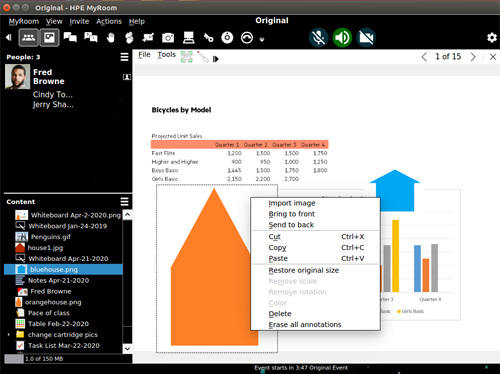 Original - HPE MyRoom
MyRoom View Invite Actions Help
Original
People: 3
Fred
Browne
Cindy To...
Jerry Sha...
File Tools
1 of 15
Bicycles by Model
Projected Unit Sales
Quarter 1 Quarter 2 Quarter 3 Quarter 4
Fast Elite 1,200 1,500 1,500 1,750
Higher and Higher 900 950 1,000 1,250
Boys Basic 1,445 1,500 1,750 1,800
Girls Basic 2,150 2,200 2,700
Content
Whiteboard Apr-2-2020.png
Whiteboard Jan-24-2019
Penguins.gif
house1.jpg
Whiteboard Apr-21-2020
bluehouse.png
Notes Apr-21-2020
Fred Browne
orangehouse.png
Pace of class
Table Feb-22-2020
change cartridge pics
Task List Mar-22-2020
1.0 of 150 MB
Import image
Bring to front
Send to back
Cut Ctrl+X
Copy Ctrl+C
Paste Ctrl+V
Restore original size
Remove scale
Remove rotation
Color
Delete
Erase all annotations
Quarter 3 Quarter 4
Girls Basic
Event starts in 3:47 Original Event